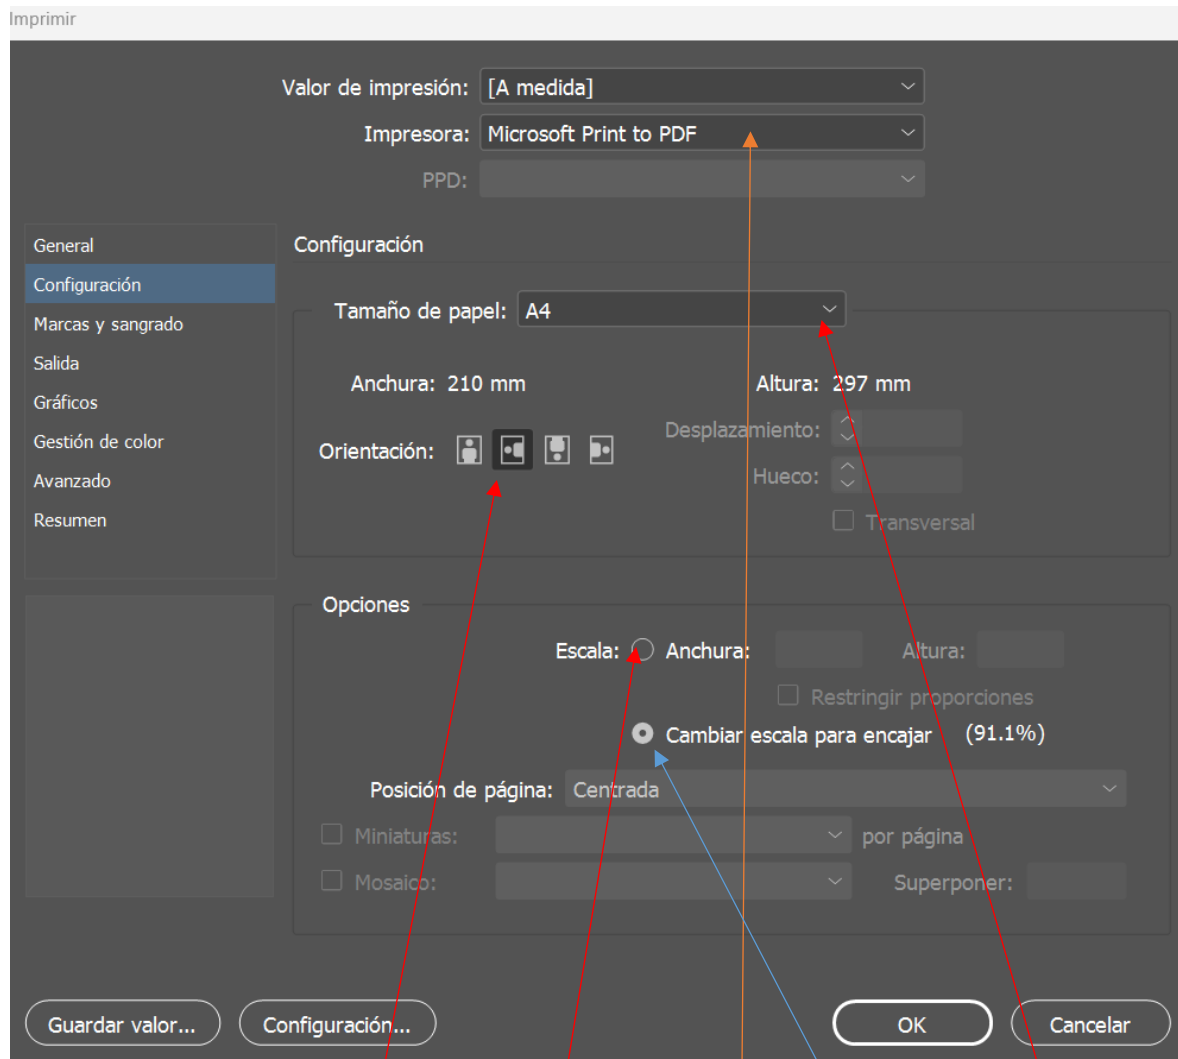 Imprimir
Valor de impresión: [A medida]
Impresora: Microsoft Print to PDF
PPD:
General
Configuración
Marcas y sangrado
Salida
Gráficos
Gestión de color
Avanzado
Resumen
Configuración
Tamaño de papel: A4
Anchura: 210 mm Altura: 297 mm
Orientación: Desplazamiento:
Hueco:
Transversal
Opciones
Escala: Anchura: Altura:
Restringir proporciones
Cambiar escala para encajar (91.1%)
Posición de página: Centrada
Miniaturas: por página
Mosaico: Superponer:
Guardar valor... Configuración... OK Cancelar